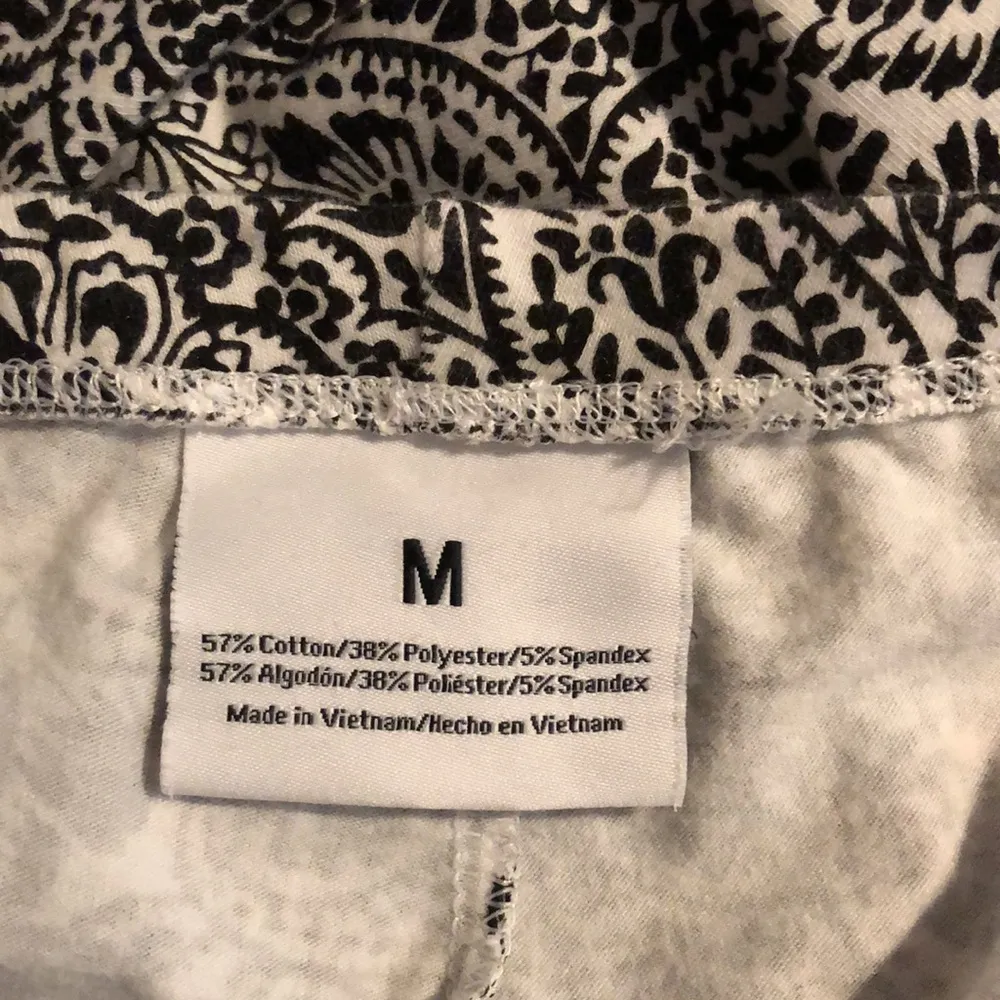 M
57% Cotton/38% Polyester/5% Spandex
57% Algodón/38% Poliéster/5% Spandex
Made in Vietnam/Hecho en Vietnam